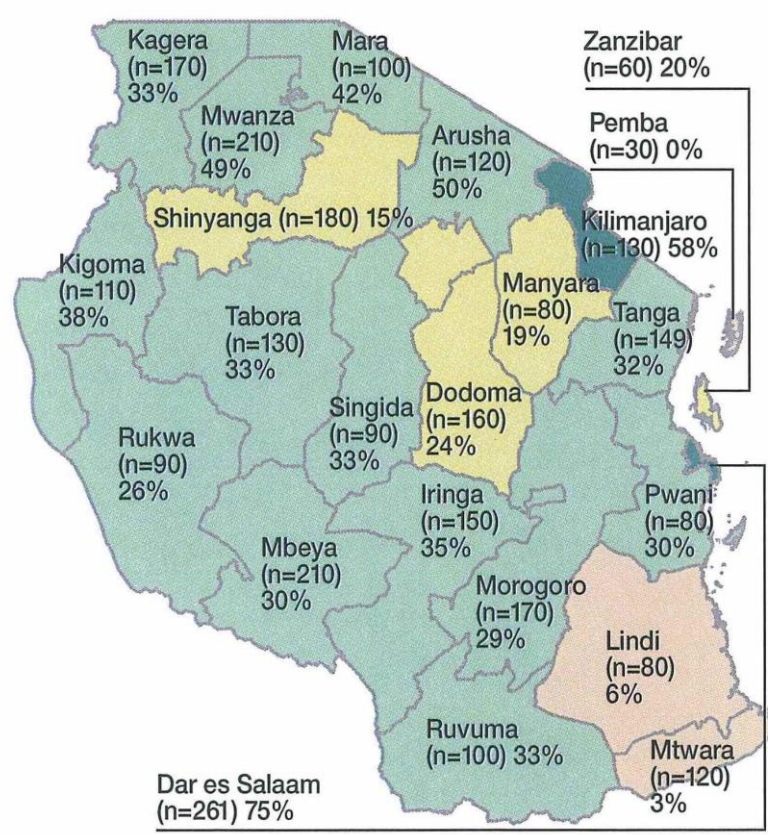 Kagera
(n=170)
33%
Mara
(n=100)
42%
Zanzibar
(n=60) 20%
Mwanza
(n=210)
49%
Arusha
(n=120)
50%
Pemba
(n=30) 0%
Shinyanga (n=180) 15%
Kilimanjaro
(n=130) 58%
Kigoma
(n=110)
38%
Tabora
(n=130)
33%
Manyara
(n=80)
19%
Tanga
(n=149)
32%
Singida
(n=90)
33%
Dodoma
(n=160)
24%
Rukwa
(n=90)
26%
Iringa
(n=150)
35%
Pwani
(n=80)
30%
Mbeya
(n=210)
30%
Morogoro
(n=170)
29%
Lindi
(n=80)
6%
Ruvuma
(n=100) 33%
Mtwara
(n=120)
3%
Dar es Salaam
(n=261) 75%